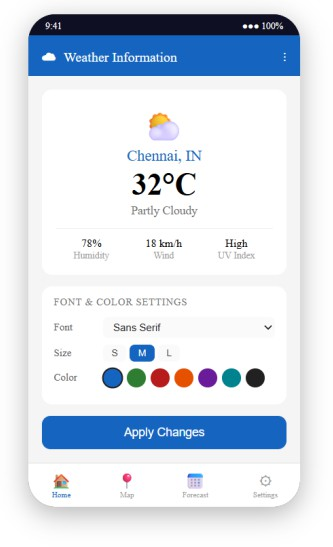 9:41 ●●● 100%
Weather Information ⋮
Chennai, IN
32°C
Partly Cloudy
78% 18 km/h High
Humidity Wind UV Index
FONT & COLOR SETTINGS
Font Sans Serif
Size S M L
Color
Apply Changes
Home Map Forecast Settings